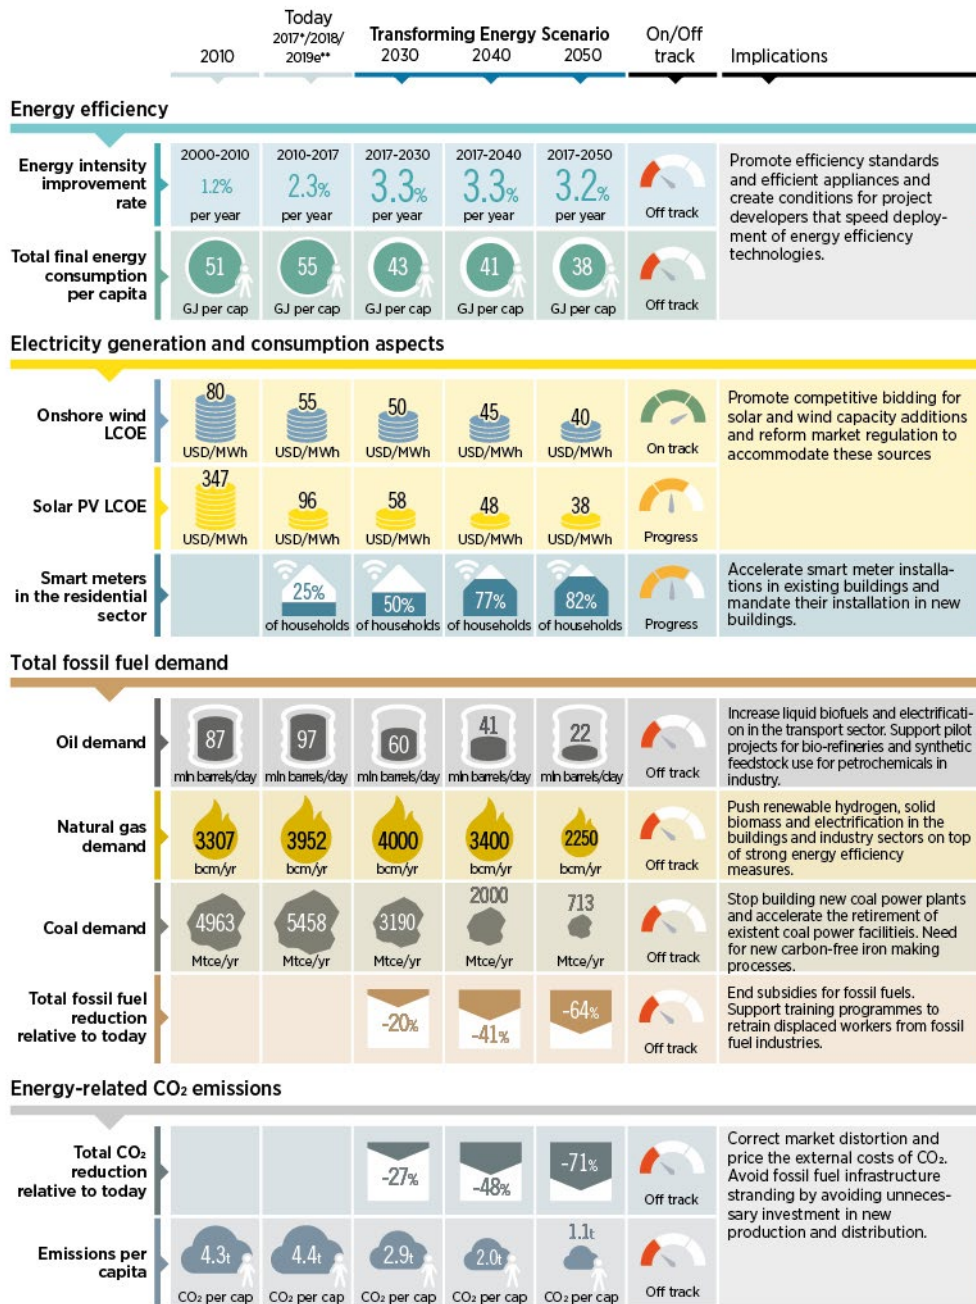 2010
Today
2017*/2018/
2019e**
Transforming Energy Scenario
2030
2040
2050
On/Off
track
Implications
Energy efficiency
Energy intensity
improvement
rate
2000-2010
1.2%
per year
2010-2017
2.3%
per year
2017-2030
3.3%
per year
2017-2040
3.3%
per year
2017-2050
3.2%
per year
Off track
Promote efficiency standards
and efficient appliances and
create conditions for project
developers that speed deploy-
ment of energy efficiency
technologies.
Total final energy
consumption
per capita
51
GJ per cap
55
GJ per cap
43
GJ per cap
41
GJ per cap
38
GJ per cap
Off track
Electricity generation and consumption aspects
Onshore wind
LCOE
80
USD/MWh
55
USD/MWh
50
USD/MWh
45
USD/MWh
40
USD/MWh
On track
Promote competitive bidding for
solar and wind capacity additions
and reform market regulation to
accommodate these sources
Solar PV LCOE
347
USD/MWh
96
USD/MWh
58
USD/MWh
48
USD/MWh
38
USD/MWh
Progress
Smart meters
in the residential
sector
25%
of households
50%
of households
77%
of households
82%
of households
Progress
Accelerate smart meter installa-
tions in existing buildings and
mandate their installation in new
buildings.
Total fossil fuel demand
Oil demand
87
mln barrels/day
97
mln barrels/day
60
mln barrels/day
41
mln barrels/day
22
mln barrels/day
Off track
Increase liquid biofuels and electrificati-
on in the transport sector. Support pilot
projects for bio-refineries and synthetic
feedstock use for petrochemicals in
industry.
Natural gas
demand
3307
bcm/yr
3952
bcm/yr
4000
bcm/yr
3400
bcm/yr
2250
bcm/yr
Off track
Push renewable hydrogen, solid
biomass and electrification in the
buildings and industry sectors on top
of strong energy efficiency
measures.
Coal demand
4963
Mtce/yr
5458
Mtce/yr
3190
Mtce/yr
2000
Mtce/yr
713
Mtce/yr
Off track
Stop building new coal power plants
and accelerate the retirement of
existent coal power facilitieis. Need
for new carbon-free iron making
processes.
Total fossil fuel
reduction
relative to today
-20%
-41%
-64%
Off track
End subsidies for fossil fuels.
Support training programmes to
retrain displaced workers from fossil
fuel industries.
Energy-related CO₂ emissions
Total CO₂
reduction
relative to today
-27%
-48%
-71%
Off track
Correct market distortion and
price the external costs of CO₂.
Avoid fossil fuel infrastructure
stranding by avoiding unneces-
sary investment in new
production and distribution.
Emissions per
capita
4.3t
CO₂ per cap
4.4t
CO₂ per cap
2.9t
CO₂ per cap
2.0t
CO₂ per cap
1.1t
CO₂ per cap
Off track